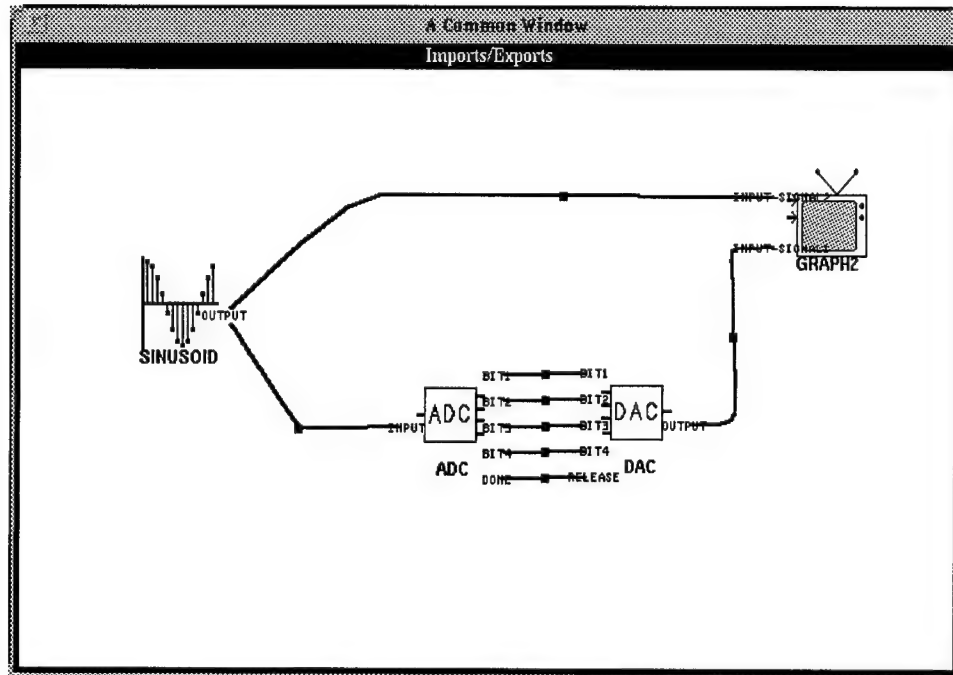 A Common Window
Imports/Exports
INPUT-SIGNAL2
INPUT-SIGNAL1
GRAPH2
OUTPUT
SINUSOID
BIT1 BIT1
BIT2 BIT2
ADC DAC
INPUT BIT3 BIT3 OUTPUT
BIT4 BIT4
ADC DAC
DONE RELEASE